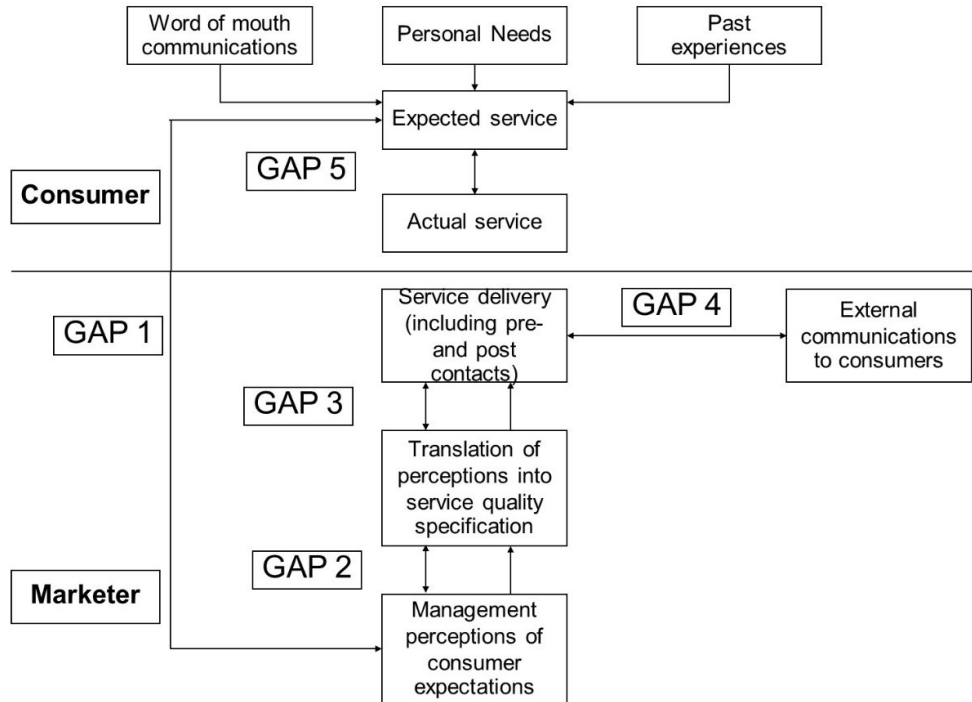 Word of mouth
communications
Personal Needs
Past
experiences
Expected service
GAP 5
Consumer
Actual service
GAP 1
Service delivery
(including pre-
and post
contacts)
GAP 4
External
communications
to consumers
GAP 3
Translation of
perceptions into
service quality
specification
GAP 2
Marketer
Management
perceptions of
consumer
expectations